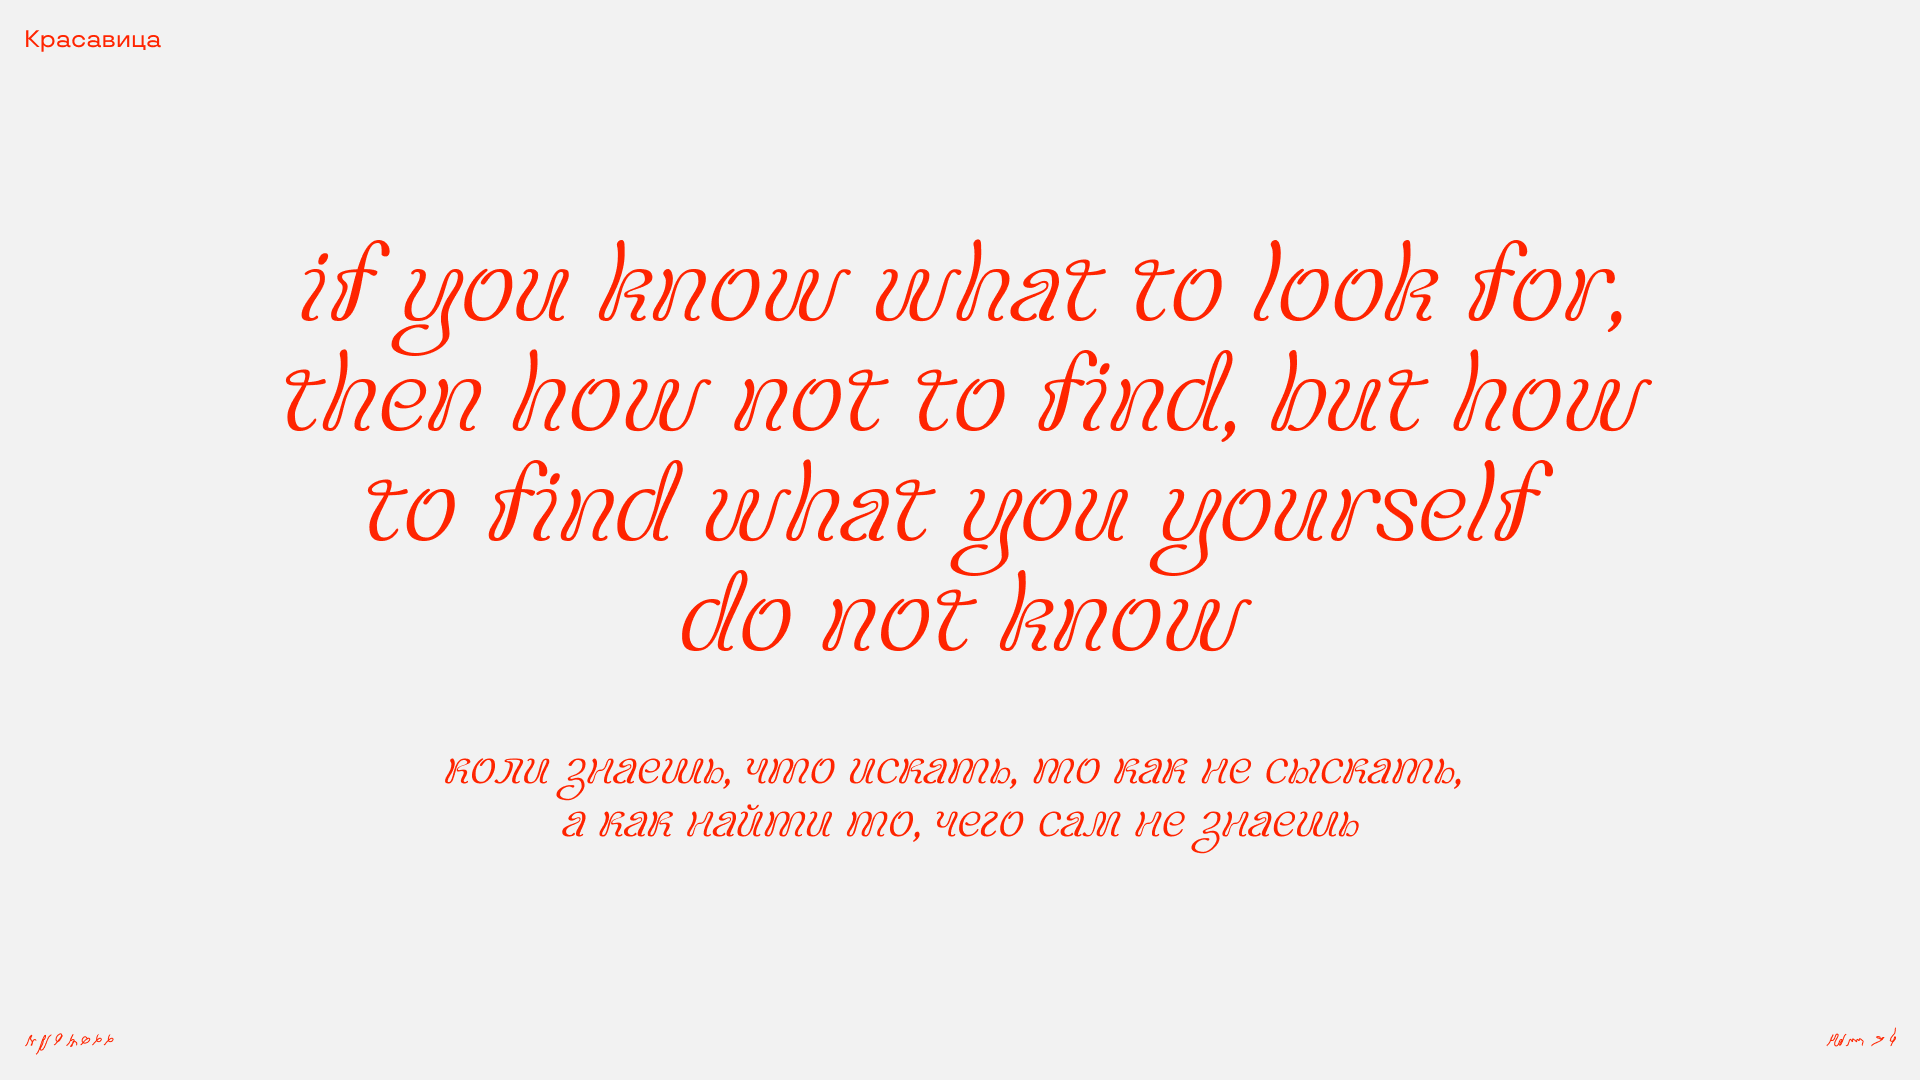 Красавица
if you know what to look for,
then how not to find, but how
to find what you yourself
do not know
коли знаешь, что искать, то как не сыскать,
а как найти то, чего сам не знаешь